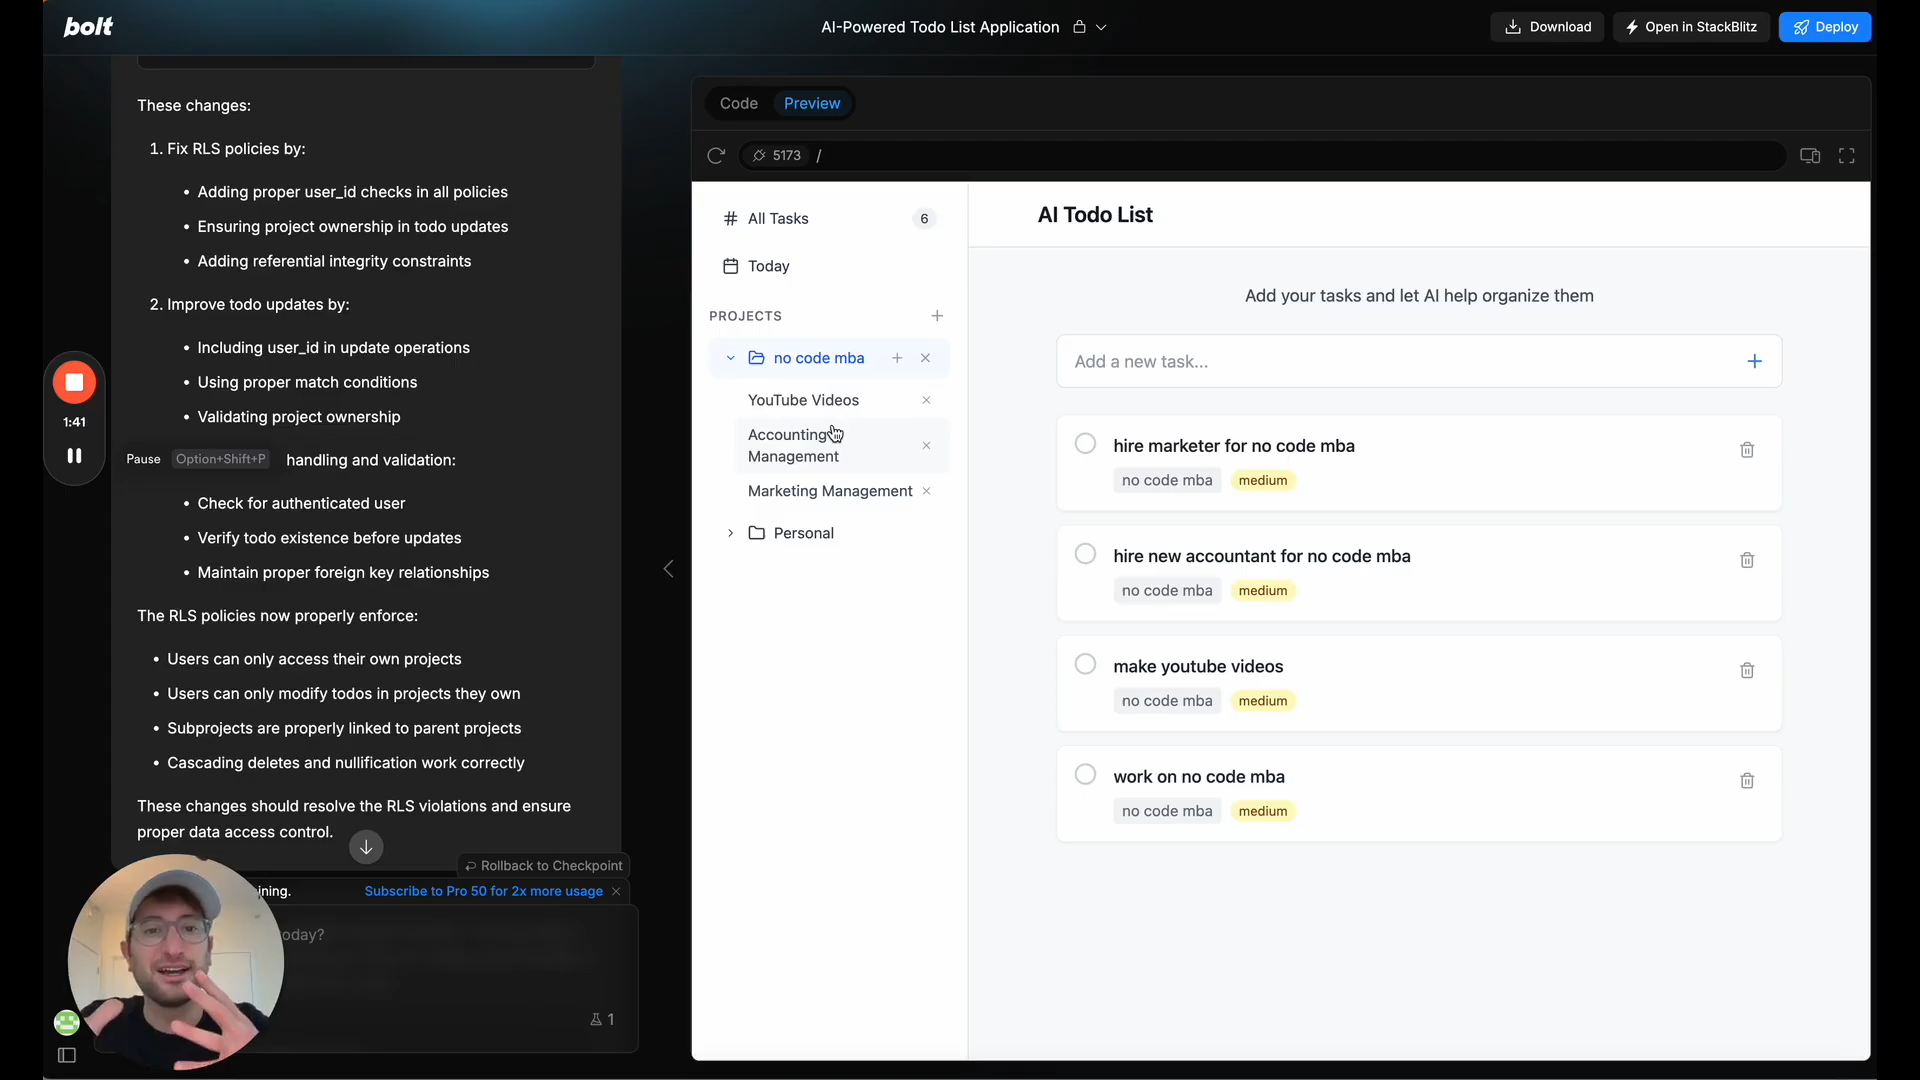 bolt
AI-Powered Todo List Application
Download
Open in StackBlitz
Deploy
These changes:
1. Fix RLS policies by:
• Adding proper user_id checks in all policies
• Ensuring project ownership in todo updates
• Adding referential integrity constraints
2. Improve todo updates by:
• Including user_id in update operations
• Using proper match conditions
• Validating project ownership
1:41
Pause Option+Shift+P
handling and validation:
• Check for authenticated user
• Verify todo existence before updates
• Maintain proper foreign key relationships
The RLS policies now properly enforce:
• Users can only access their own projects
• Users can only modify todos in projects they own
• Subprojects are properly linked to parent projects
• Cascading deletes and nullification work correctly
These changes should resolve the RLS violations and ensure
proper data access control.
Rollback to Checkpoint
ining.
Subscribe to Pro 50 for 2x more usage
oday?
1
Code
Preview
5173 /
# All Tasks
6
Today
PROJECTS
no code mba
YouTube Videos
Accounting
Management
Marketing Management
Personal
AI Todo List
Add your tasks and let AI help organize them
Add a new task...
hire marketer for no code mba
no code mba medium
hire new accountant for no code mba
no code mba medium
make youtube videos
no code mba medium
work on no code mba
no code mba medium